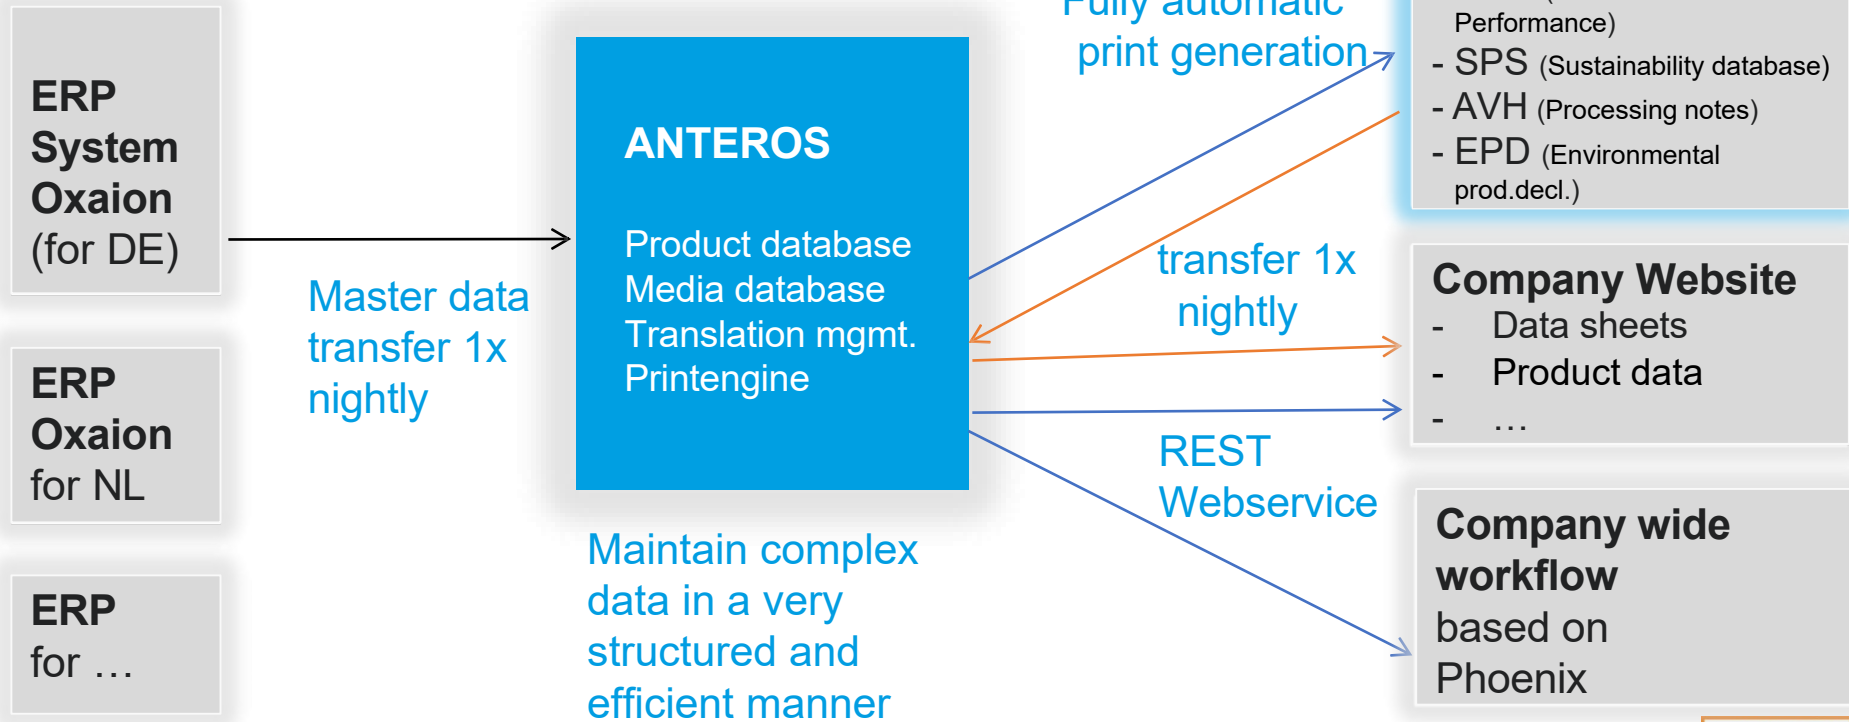 ERP
System
Oxaion
(for DE)
ERP
Oxaion
for NL
ERP
for …
Master data
transfer 1x
nightly
ANTEROS
Product database
Media database
Translation mgmt.
Printengine
Maintain complex
data in a very
structured and
efficient manner
Fully automatic
print generation
transfer 1x
nightly
REST
Webservice
Performance)
- SPS (Sustainability database)
- AVH (Processing notes)
- EPD (Environmental
prod.decl.)
Company Website
- Data sheets
- Product data
- …
Company wide
workflow
based on
Phoenix